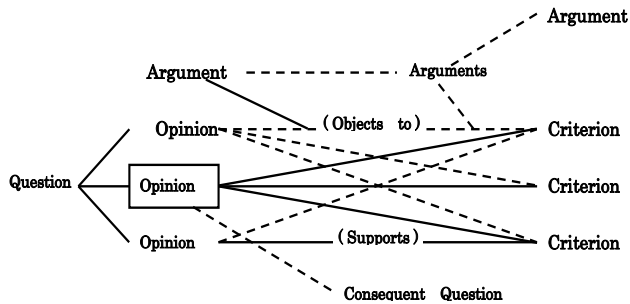 Argument
Argument
Arguments
Opinion
(Objects to)
Criterion
Question
Opinion
Criterion
Opinion
(Supports)
Criterion
Consequent Question